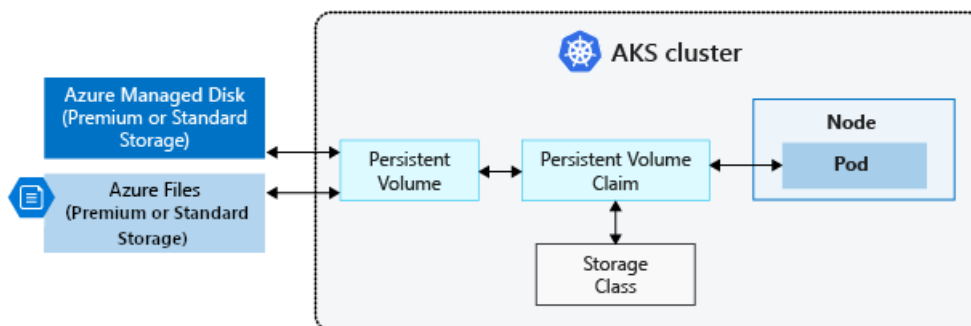 AKS cluster
Azure Managed Disk
(Premium or Standard
Storage)
Azure Files
(Premium or Standard
Storage)
Persistent
Volume
Persistent Volume
Claim
Storage
Class
Node
Pod